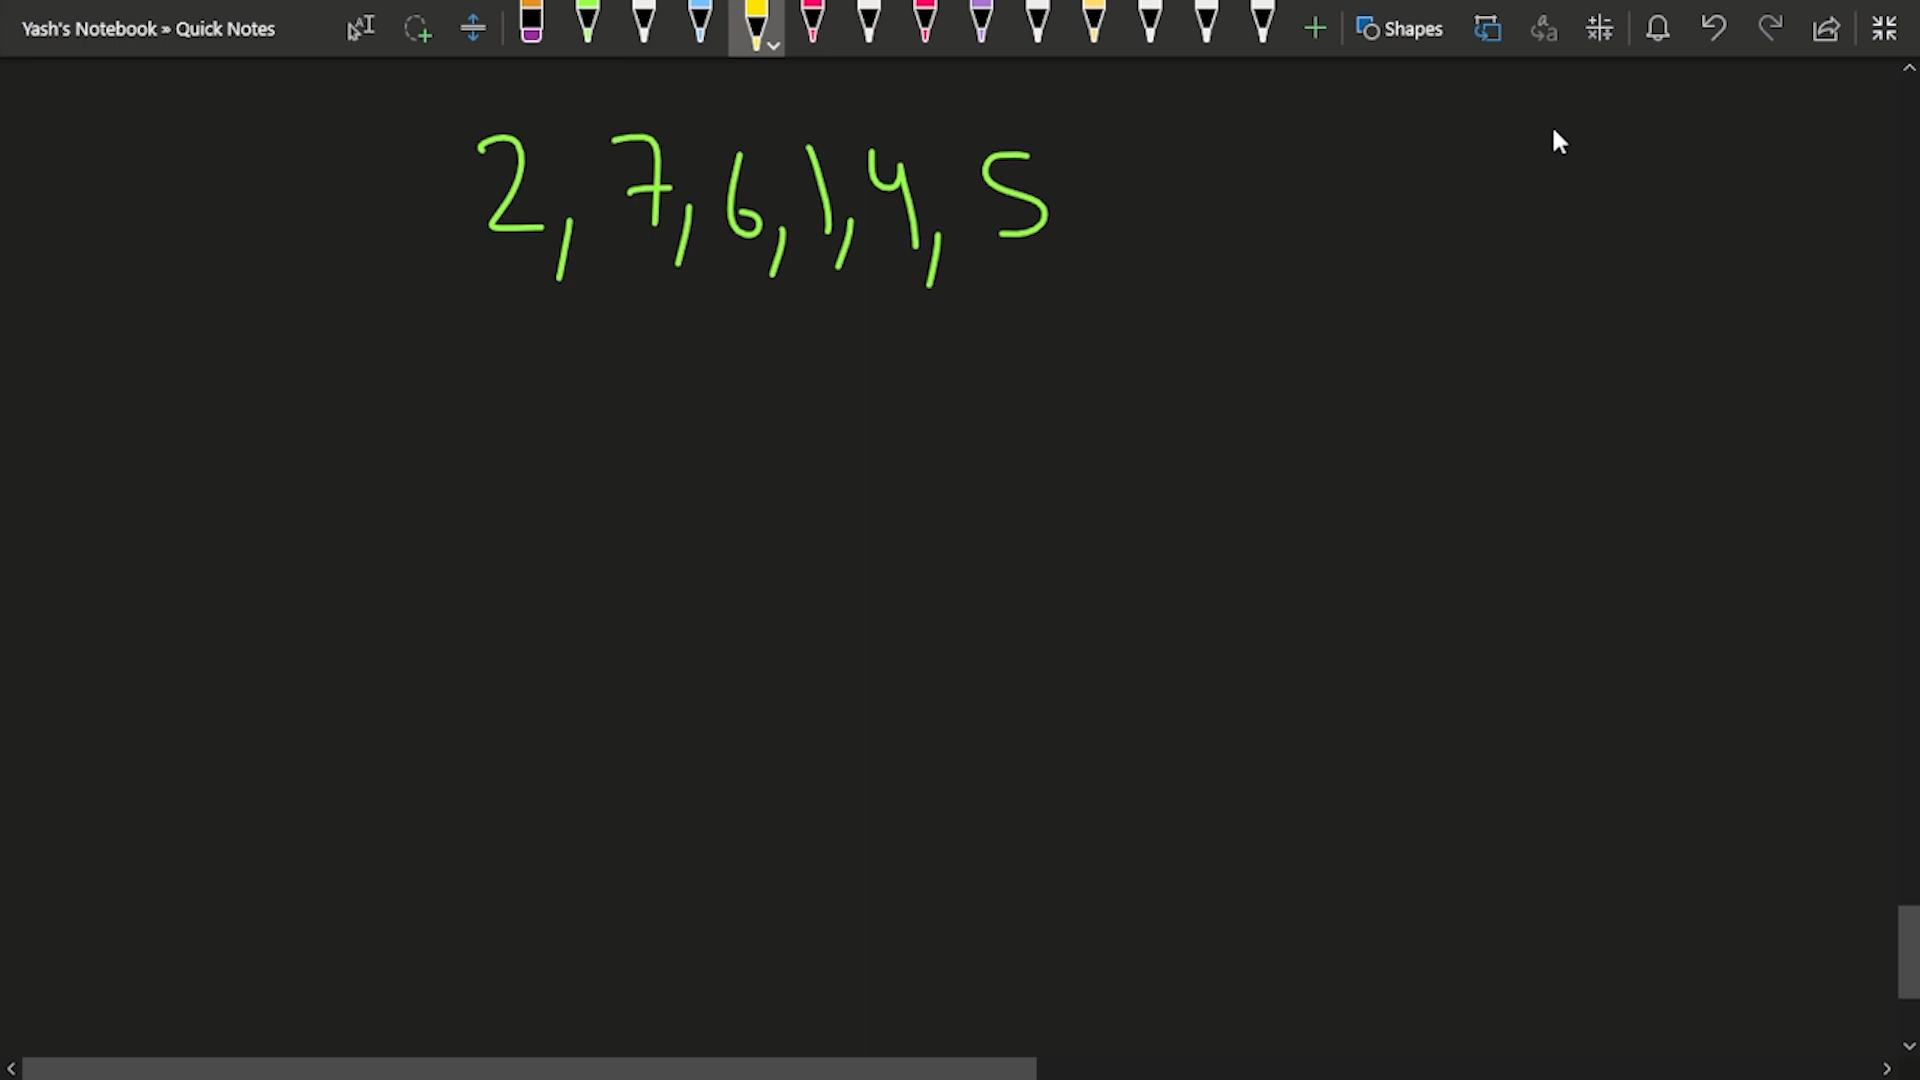 Yash's Notebook » Quick Notes
Shapes
2, 7, 6, 1, 4, 5